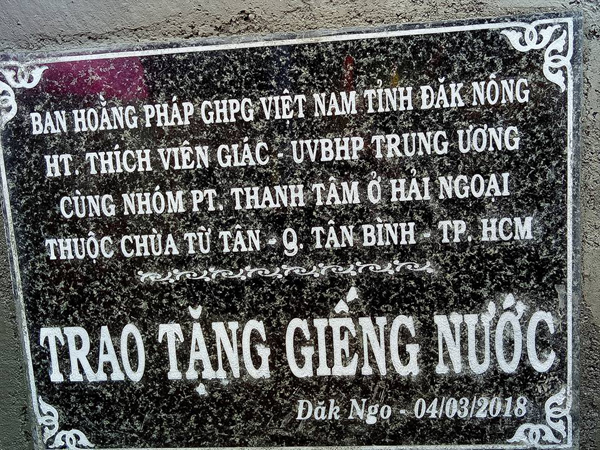 BAN HOẰNG PHÁP GHPG VIỆT NAM TỈNH ĐĂK NÔNG
HT. THÍCH VIÊN GIÁC - UVBHP TRUNG ƯƠNG
CÙNG NHÓM PT. THANH TÂM Ở HẢI NGOẠI
THUỘC CHÙA TỪ TÂN - Q. TÂN BÌNH - TP. HCM
TRAO TẶNG GIẾNG NƯỚC
Đăk Ngo - 04/03/2018